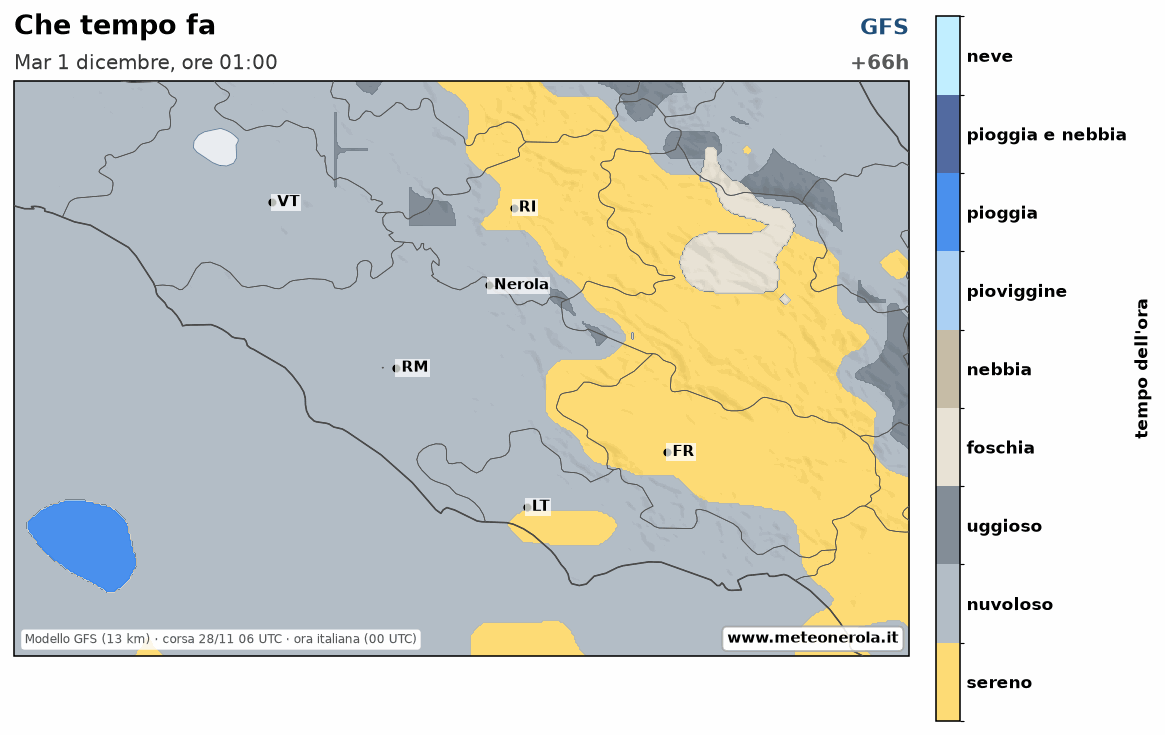 Che tempo fa
GFS
Mar 1 dicembre, ore 01:00
+66h
VT
RI
Nerola
RM
FR
LT
Modello GFS (13 km) · corsa 28/11 06 UTC · ora italiana (00 UTC)
www.meteonerola.it
neve
pioggia e nebbia
pioggia
pioviggine
nebbia
foschia
uggioso
nuvoloso
sereno
tempo dell'ora